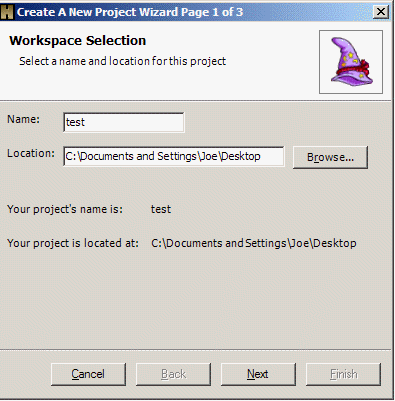 Create A New Project Wizard Page 1 of 3
Workspace Selection
Select a name and location for this project
Name: test
Location: C:\Documents and Settings\Joe\Desktop Browse...
Your project's name is: test
Your project is located at: C:\Documents and Settings\Joe\Desktop
Cancel Back Next Finish